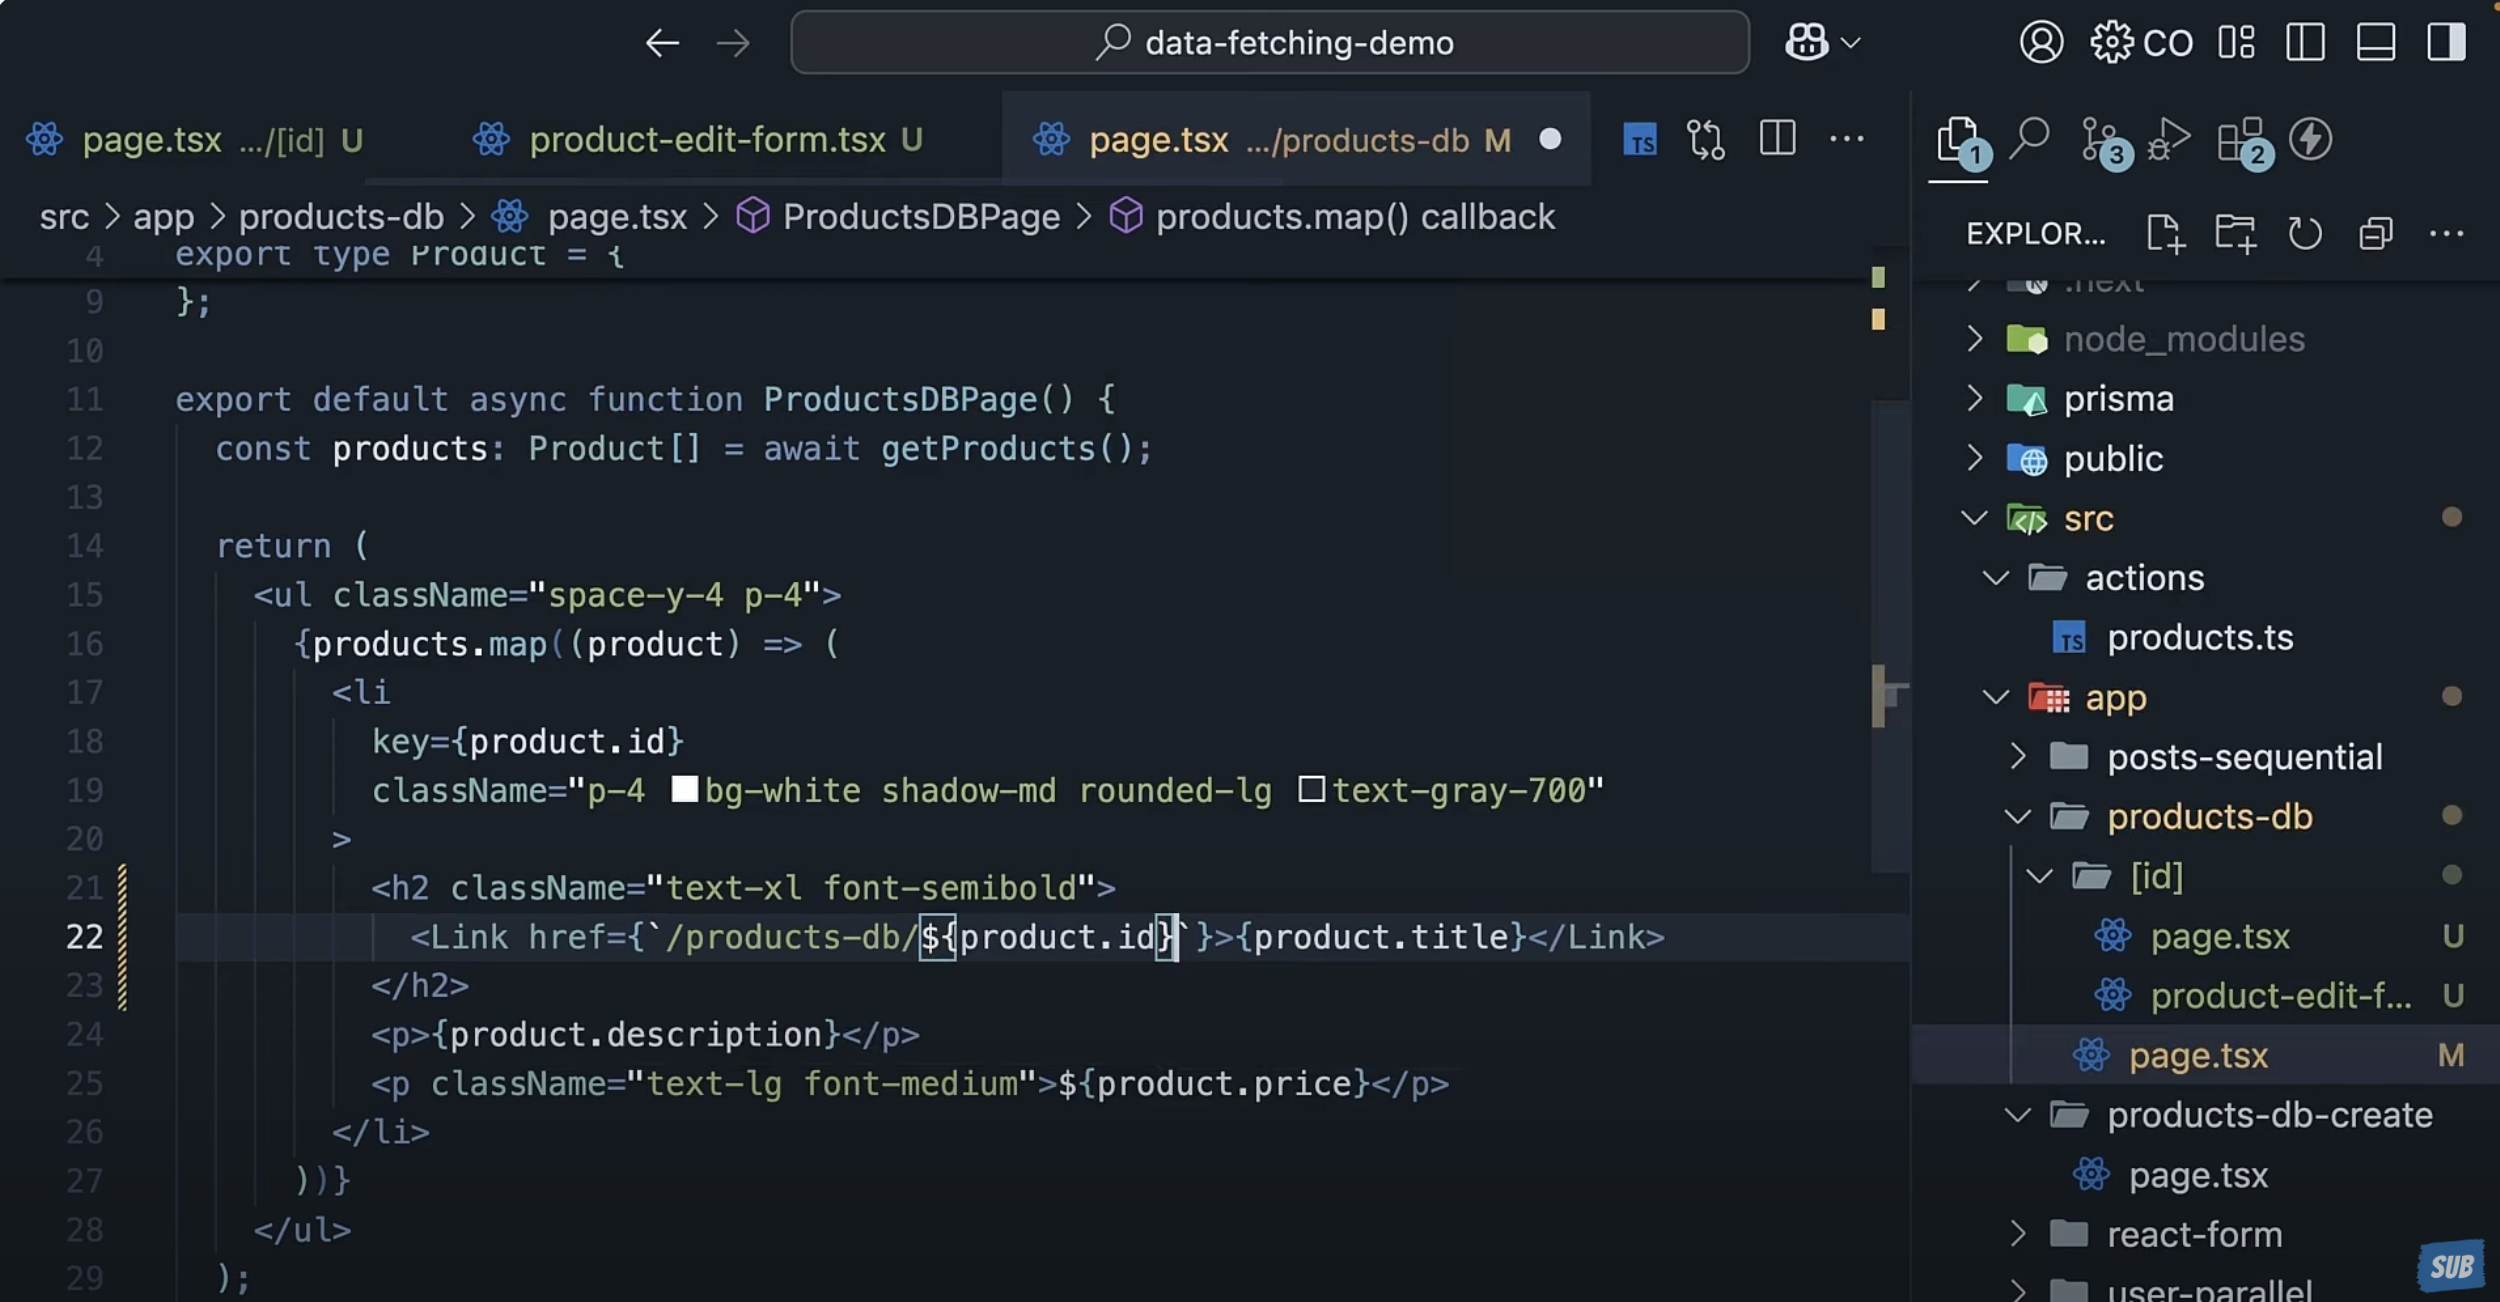 data-fetching-demo
CO
page.tsx .../[id] U
product-edit-form.tsx U
page.tsx .../products-db M
TS
1
3
2
src > app > products-db > page.tsx > ProductsDBPage > products.map() callback
EXPLOR...
4 export type Product = {
9 };
10
11 export default async function ProductsDBPage() {
12 const products: Product[] = await getProducts();
13
14 return (
15 <ul className="space-y-4 p-4">
16 {products.map((product) => (
17 <li
18 key={product.id}
19 className="p-4 bg-white shadow-md rounded-lg text-gray-700"
20 >
21 <h2 className="text-xl font-semibold">
22 <Link href={`/products-db/${product.id}`}>{product.title}</Link>
23 </h2>
24 <p>{product.description}</p>
25 <p className="text-lg font-medium">${product.price}</p>
26 </li>
27 ))}
28 </ul>
29 );
.next
node_modules
prisma
public
src
actions
TS products.ts
app
posts-sequential
products-db
[id]
page.tsx U
product-edit-f... U
page.tsx M
products-db-create
page.tsx
react-form
user-parallel
SUB